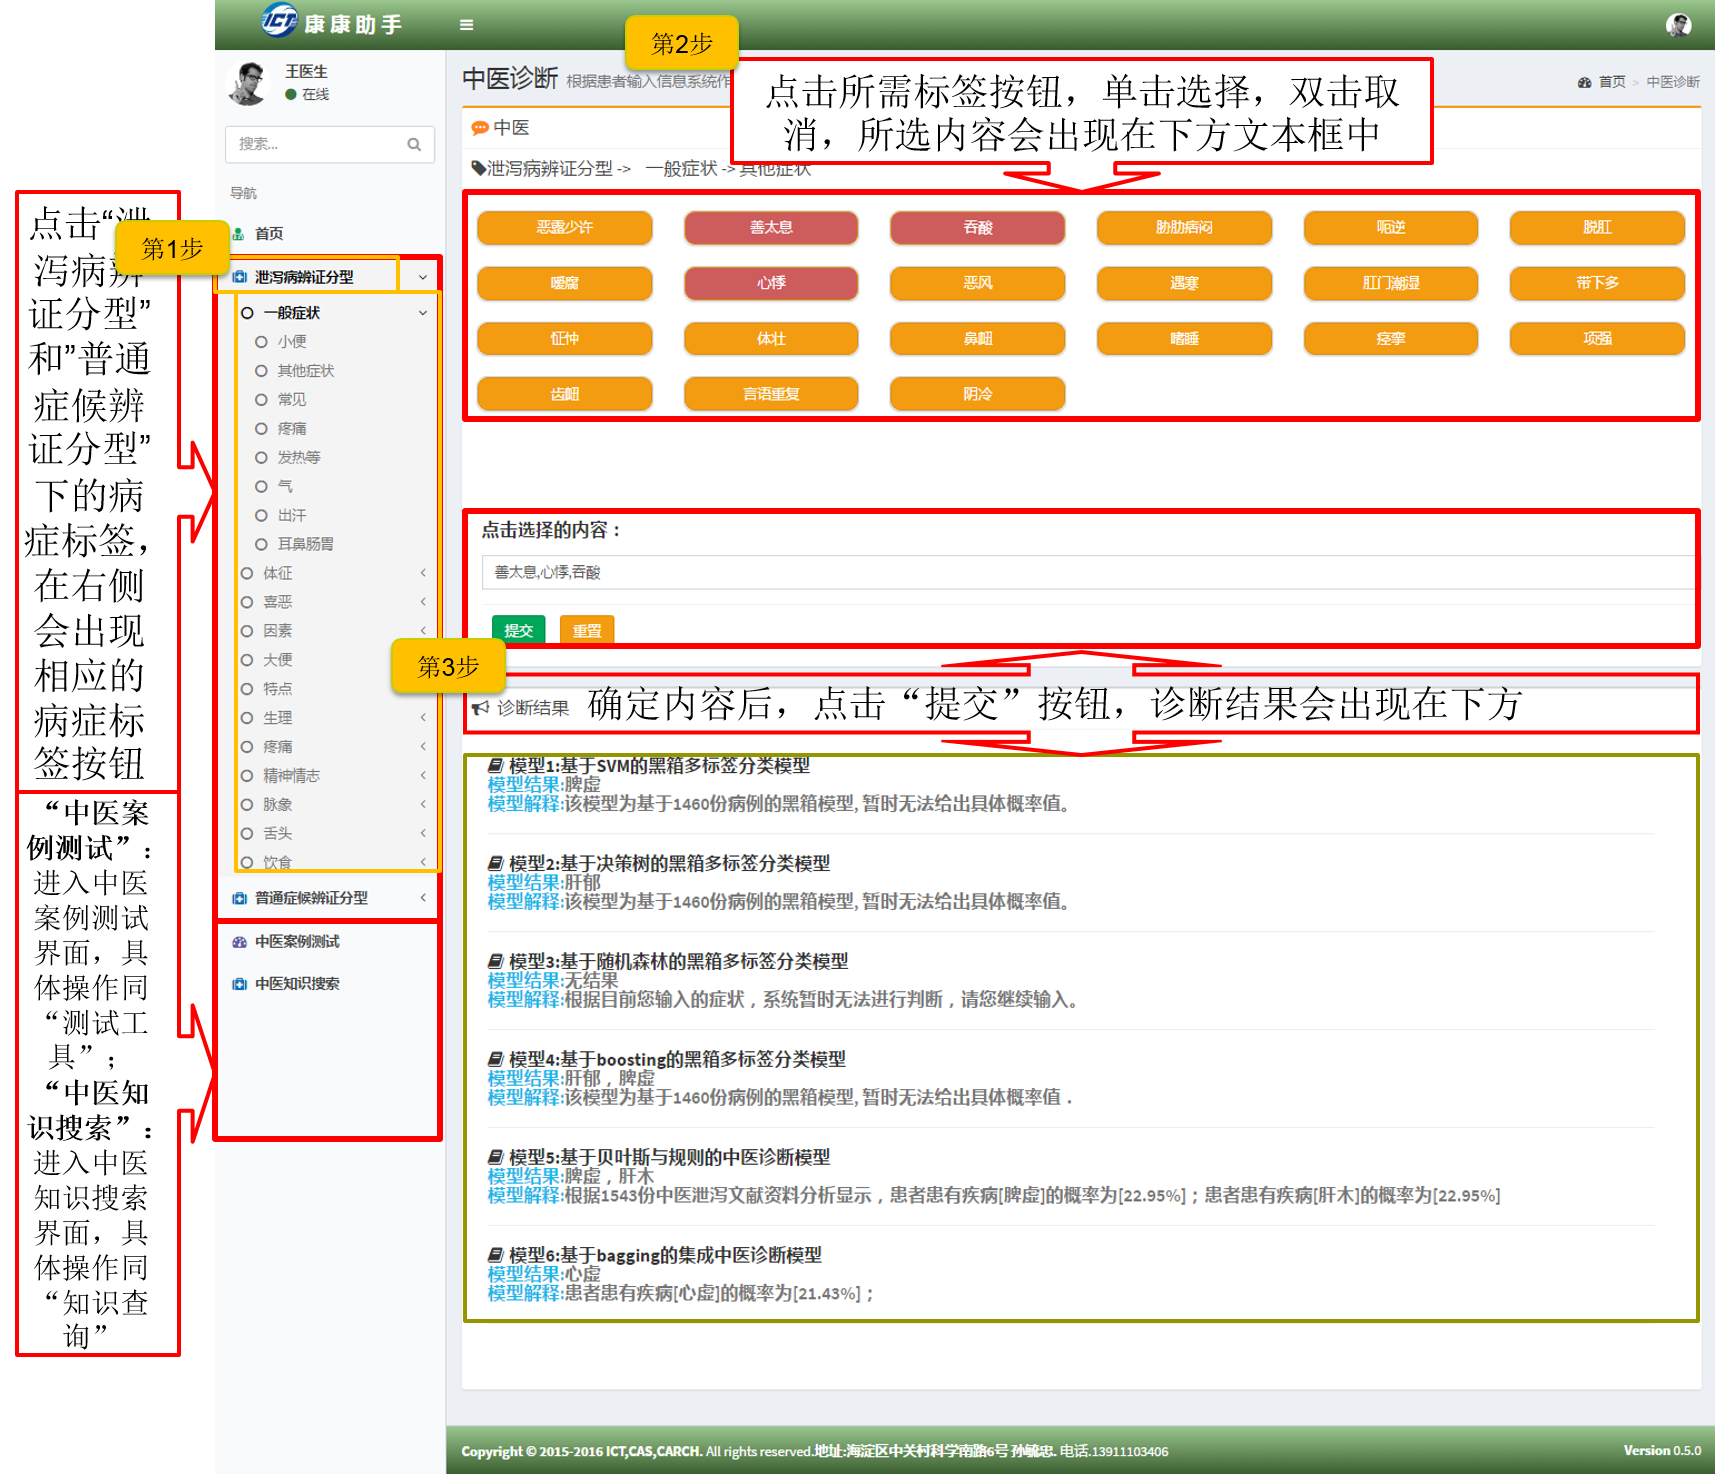 ICT 康康助手
第2步
王医生
在线
搜索...
导航
首页
泄泻病辨证分型
一般症状
小便
其他症状
常见
疼痛
发热等
气
出汗
耳鼻肠胃
体征
喜恶
因素
大便
特点
生理
疼痛
精神情志
脉象
舌头
饮食
普通症候辨证分型
中医案例测试
中医知识搜索
第1步
点击“泄
泻病辨
证分型”
和”普通
症候辨
证分型”
下的病
症标签，
在右侧
会出现
相应的
病症标
签按钮
“中医案
例测试”：
进入中医
案例测试
界面，具
体操作同
“测试工
具”；
“中医知
识搜索”：
进入中医
知识搜索
界面，具
体操作同
“知识查
询”
中医诊断 根据患者输入信息系统作
首页 > 中医诊断
点击所需标签按钮，单击选择，双击取
消，所选内容会出现在下方文本框中
中医
泄泻病辨证分型 -> 一般症状 -> 其他症状
恶露少许 善太息 吞酸 胁肋病闷 呃逆 脱肛
嗳腐 心悸 恶风 遇寒 肛门潮湿 带下多
怔忡 体壮 鼻衄 嗜睡 痉挛 项强
齿衄 言语重复 阴冷
点击选择的内容：
善太息,心悸,吞酸
提交 重置
第3步
诊断结果 确定内容后，点击“提交”按钮，诊断结果会出现在下方
模型1:基于SVM的黑箱多标签分类模型
模型结果:脾虚
模型解释:该模型为基于1460份病例的黑箱模型, 暂时无法给出具体概率值。
模型2:基于决策树的黑箱多标签分类模型
模型结果:肝郁
模型解释:该模型为基于1460份病例的黑箱模型, 暂时无法给出具体概率值。
模型3:基于随机森林的黑箱多标签分类模型
模型结果:无结果
模型解释:根据目前您输入的症状，系统暂时无法进行判断，请您继续输入。
模型4:基于boosting的黑箱多标签分类模型
模型结果:肝郁，脾虚
模型解释:该模型为基于1460份病例的黑箱模型, 暂时无法给出具体概率值．
模型5:基于贝叶斯与规则的中医诊断模型
模型结果:脾虚，肝木
模型解释:根据1543份中医泄泻文献资料分析显示，患者患有疾病[脾虚]的概率为[22.95%]；患者患有疾病[肝木]的概率为[22.95%]
模型6:基于bagging的集成中医诊断模型
模型结果:心虚
模型解释:患者患有疾病[心虚]的概率为[21.43%]；
Copyright © 2015-2016 ICT,CAS,CARCH. All rights reserved.地址:海淀区中关村科学南路6号 孙毓忠. 电话.13911103406
Version 0.5.0